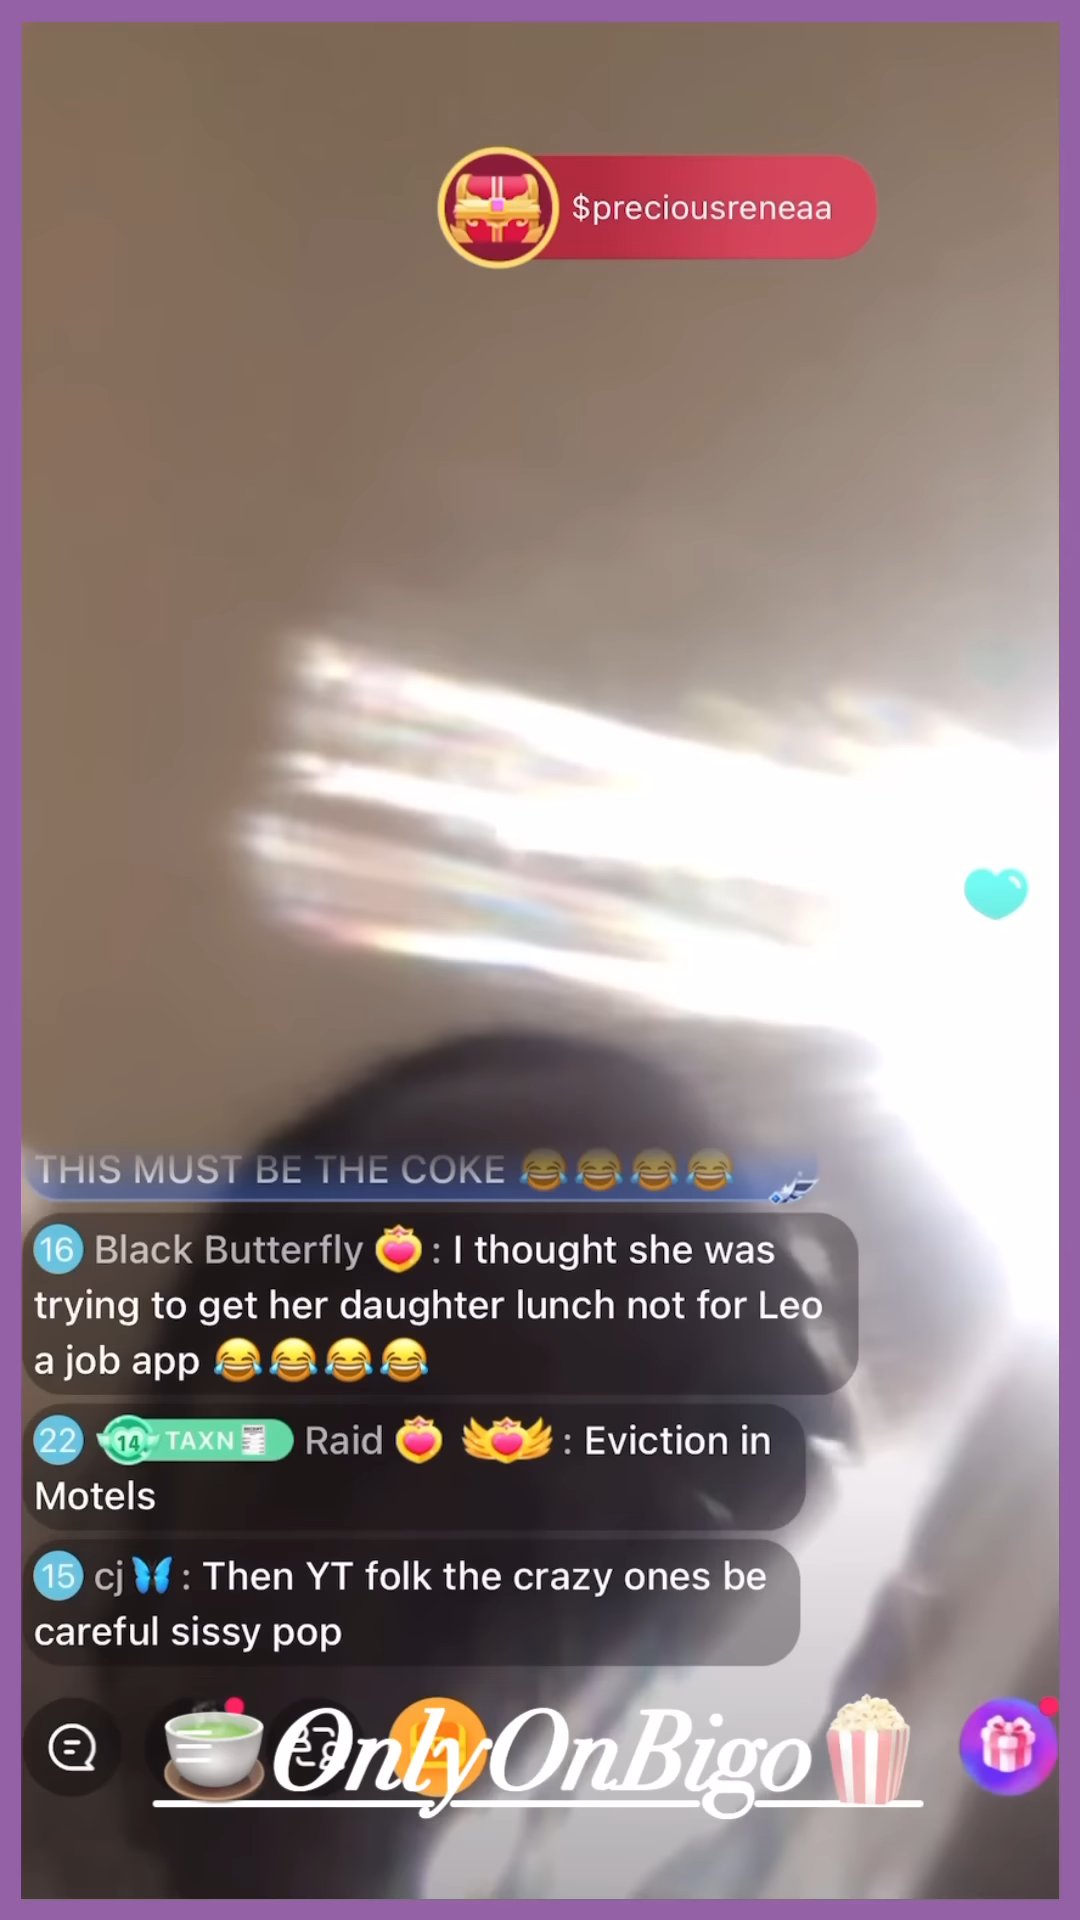 $preciousreneaa
THIS MUST BE THE COKE 😂😂😂😂
16 Black Butterfly : I thought she was
trying to get her daughter lunch not for Leo
a job app 😂😂😂😂
22 14 TAXN🧾 Raid : Eviction in
Motels
15 cj🦋 : Then YT folk the crazy ones be
careful sissy pop
🍵OnlyOnBigo🍿